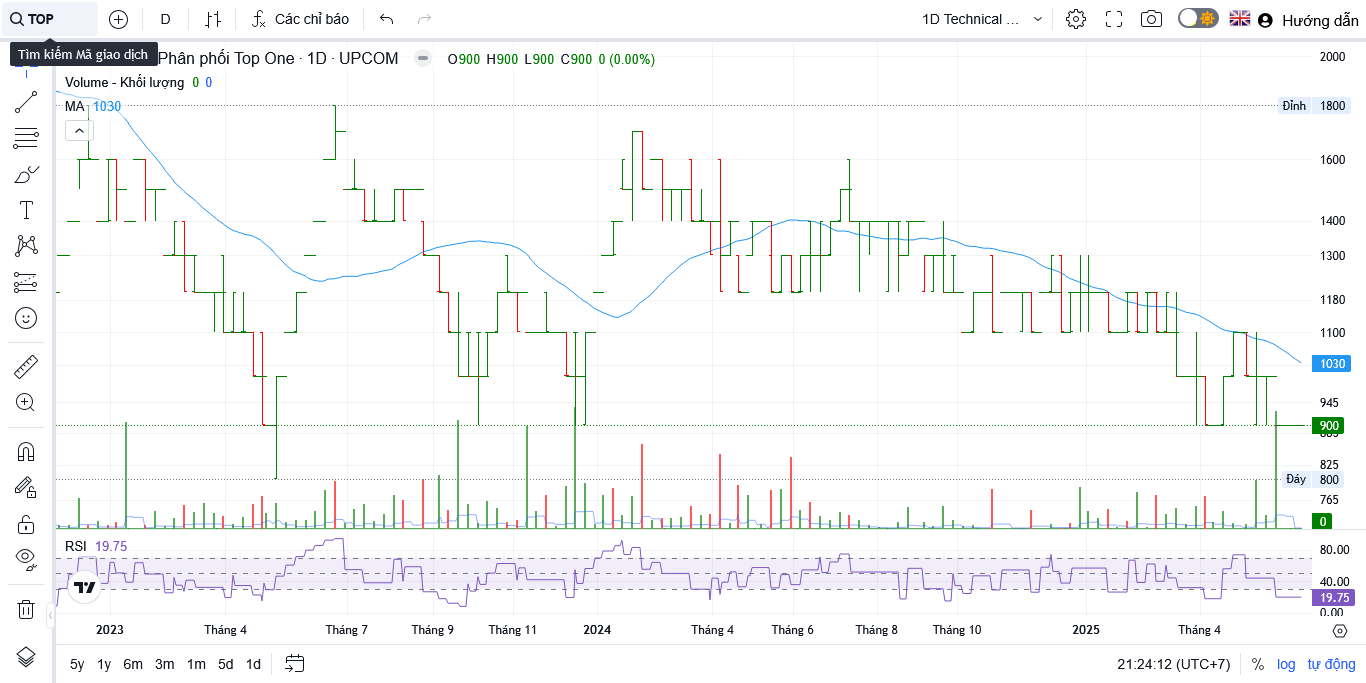 TOP D Các chỉ báo 1D Technical ... Hướng dẫn
Tìm kiếm Mã giao dịch
Phân phối Top One · 1D · UPCOM O900 H900 L900 C900 0 (0.00%)
Volume - Khối lượng 0 0
MA 1030
2000
Đỉnh 1800
1600
1400
1300
1180
1100
1030
945
900
825
Đáy 800
765
0
RSI 19.75
80.00
40.00
19.75
0.00
2023 Tháng 4 Tháng 7 Tháng 9 Tháng 11 2024 Tháng 4 Tháng 6 Tháng 8 Tháng 10 2025 Tháng 4
5y 1y 6m 3m 1m 5d 1d 21:24:12 (UTC+7) % log tự động